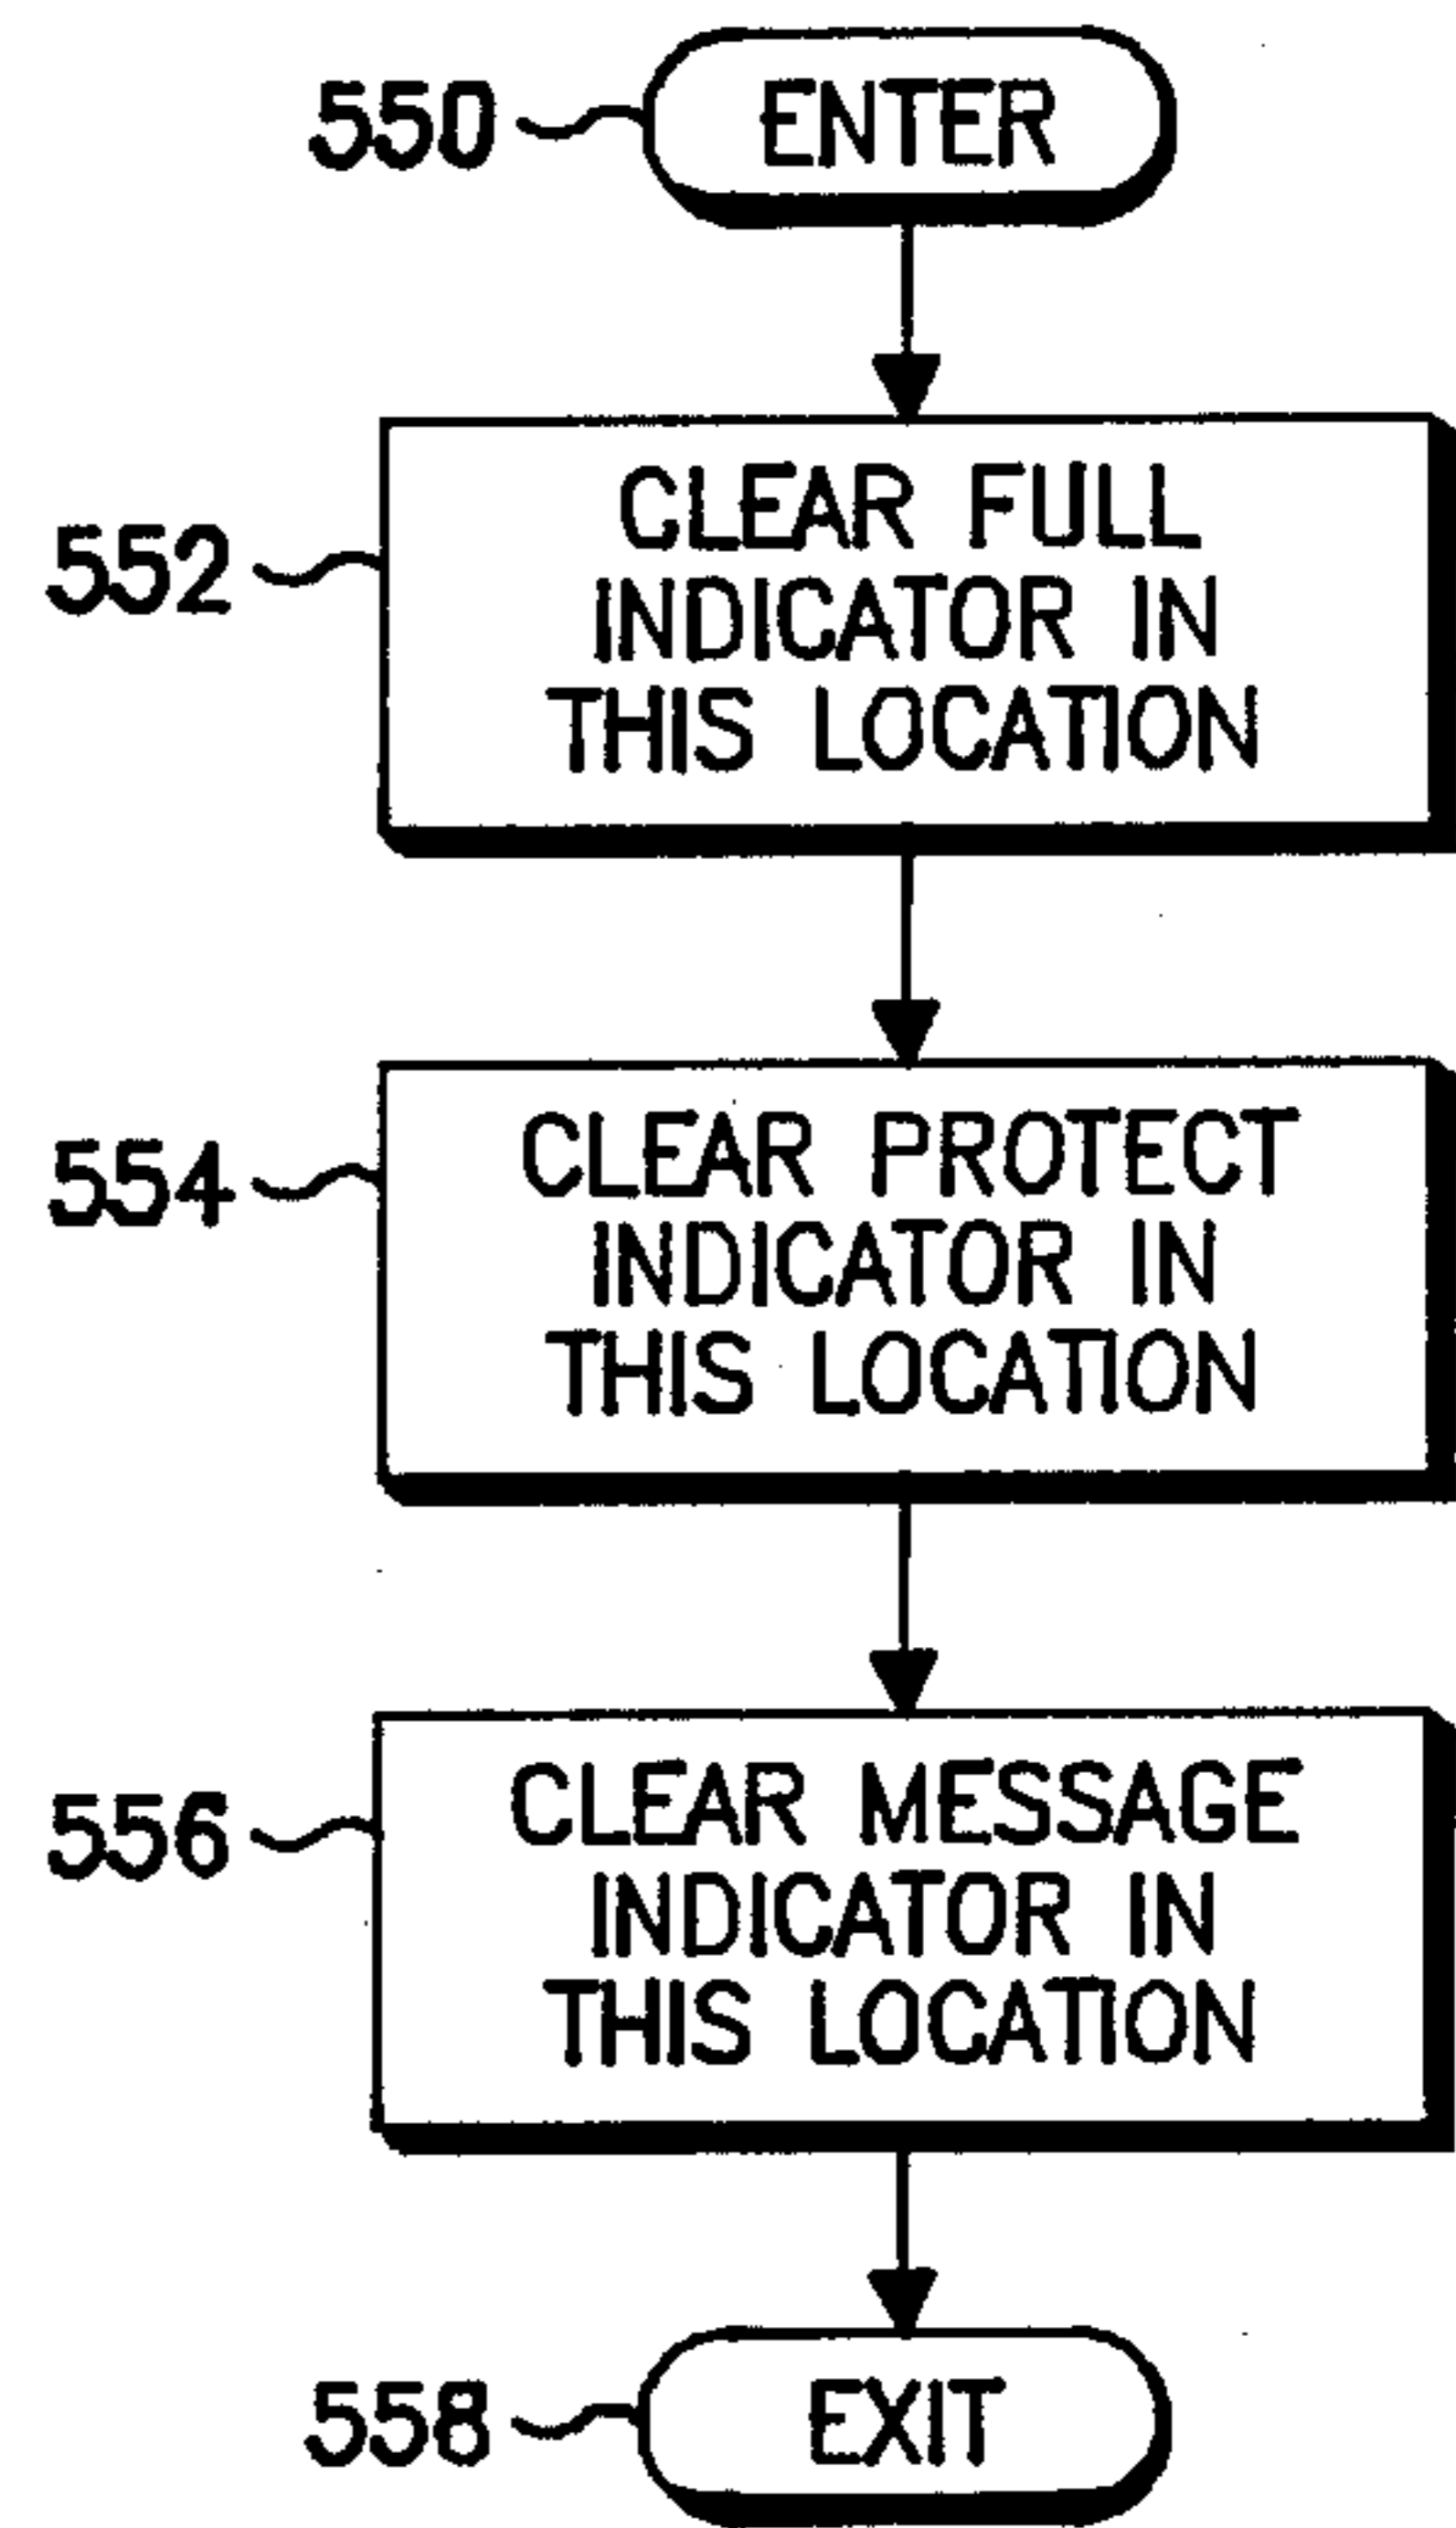 550 ENTER
552 CLEAR FULL
INDICATOR IN
THIS LOCATION
554 CLEAR PROTECT
INDICATOR IN
THIS LOCATION
556 CLEAR MESSAGE
INDICATOR IN
THIS LOCATION
558 EXIT